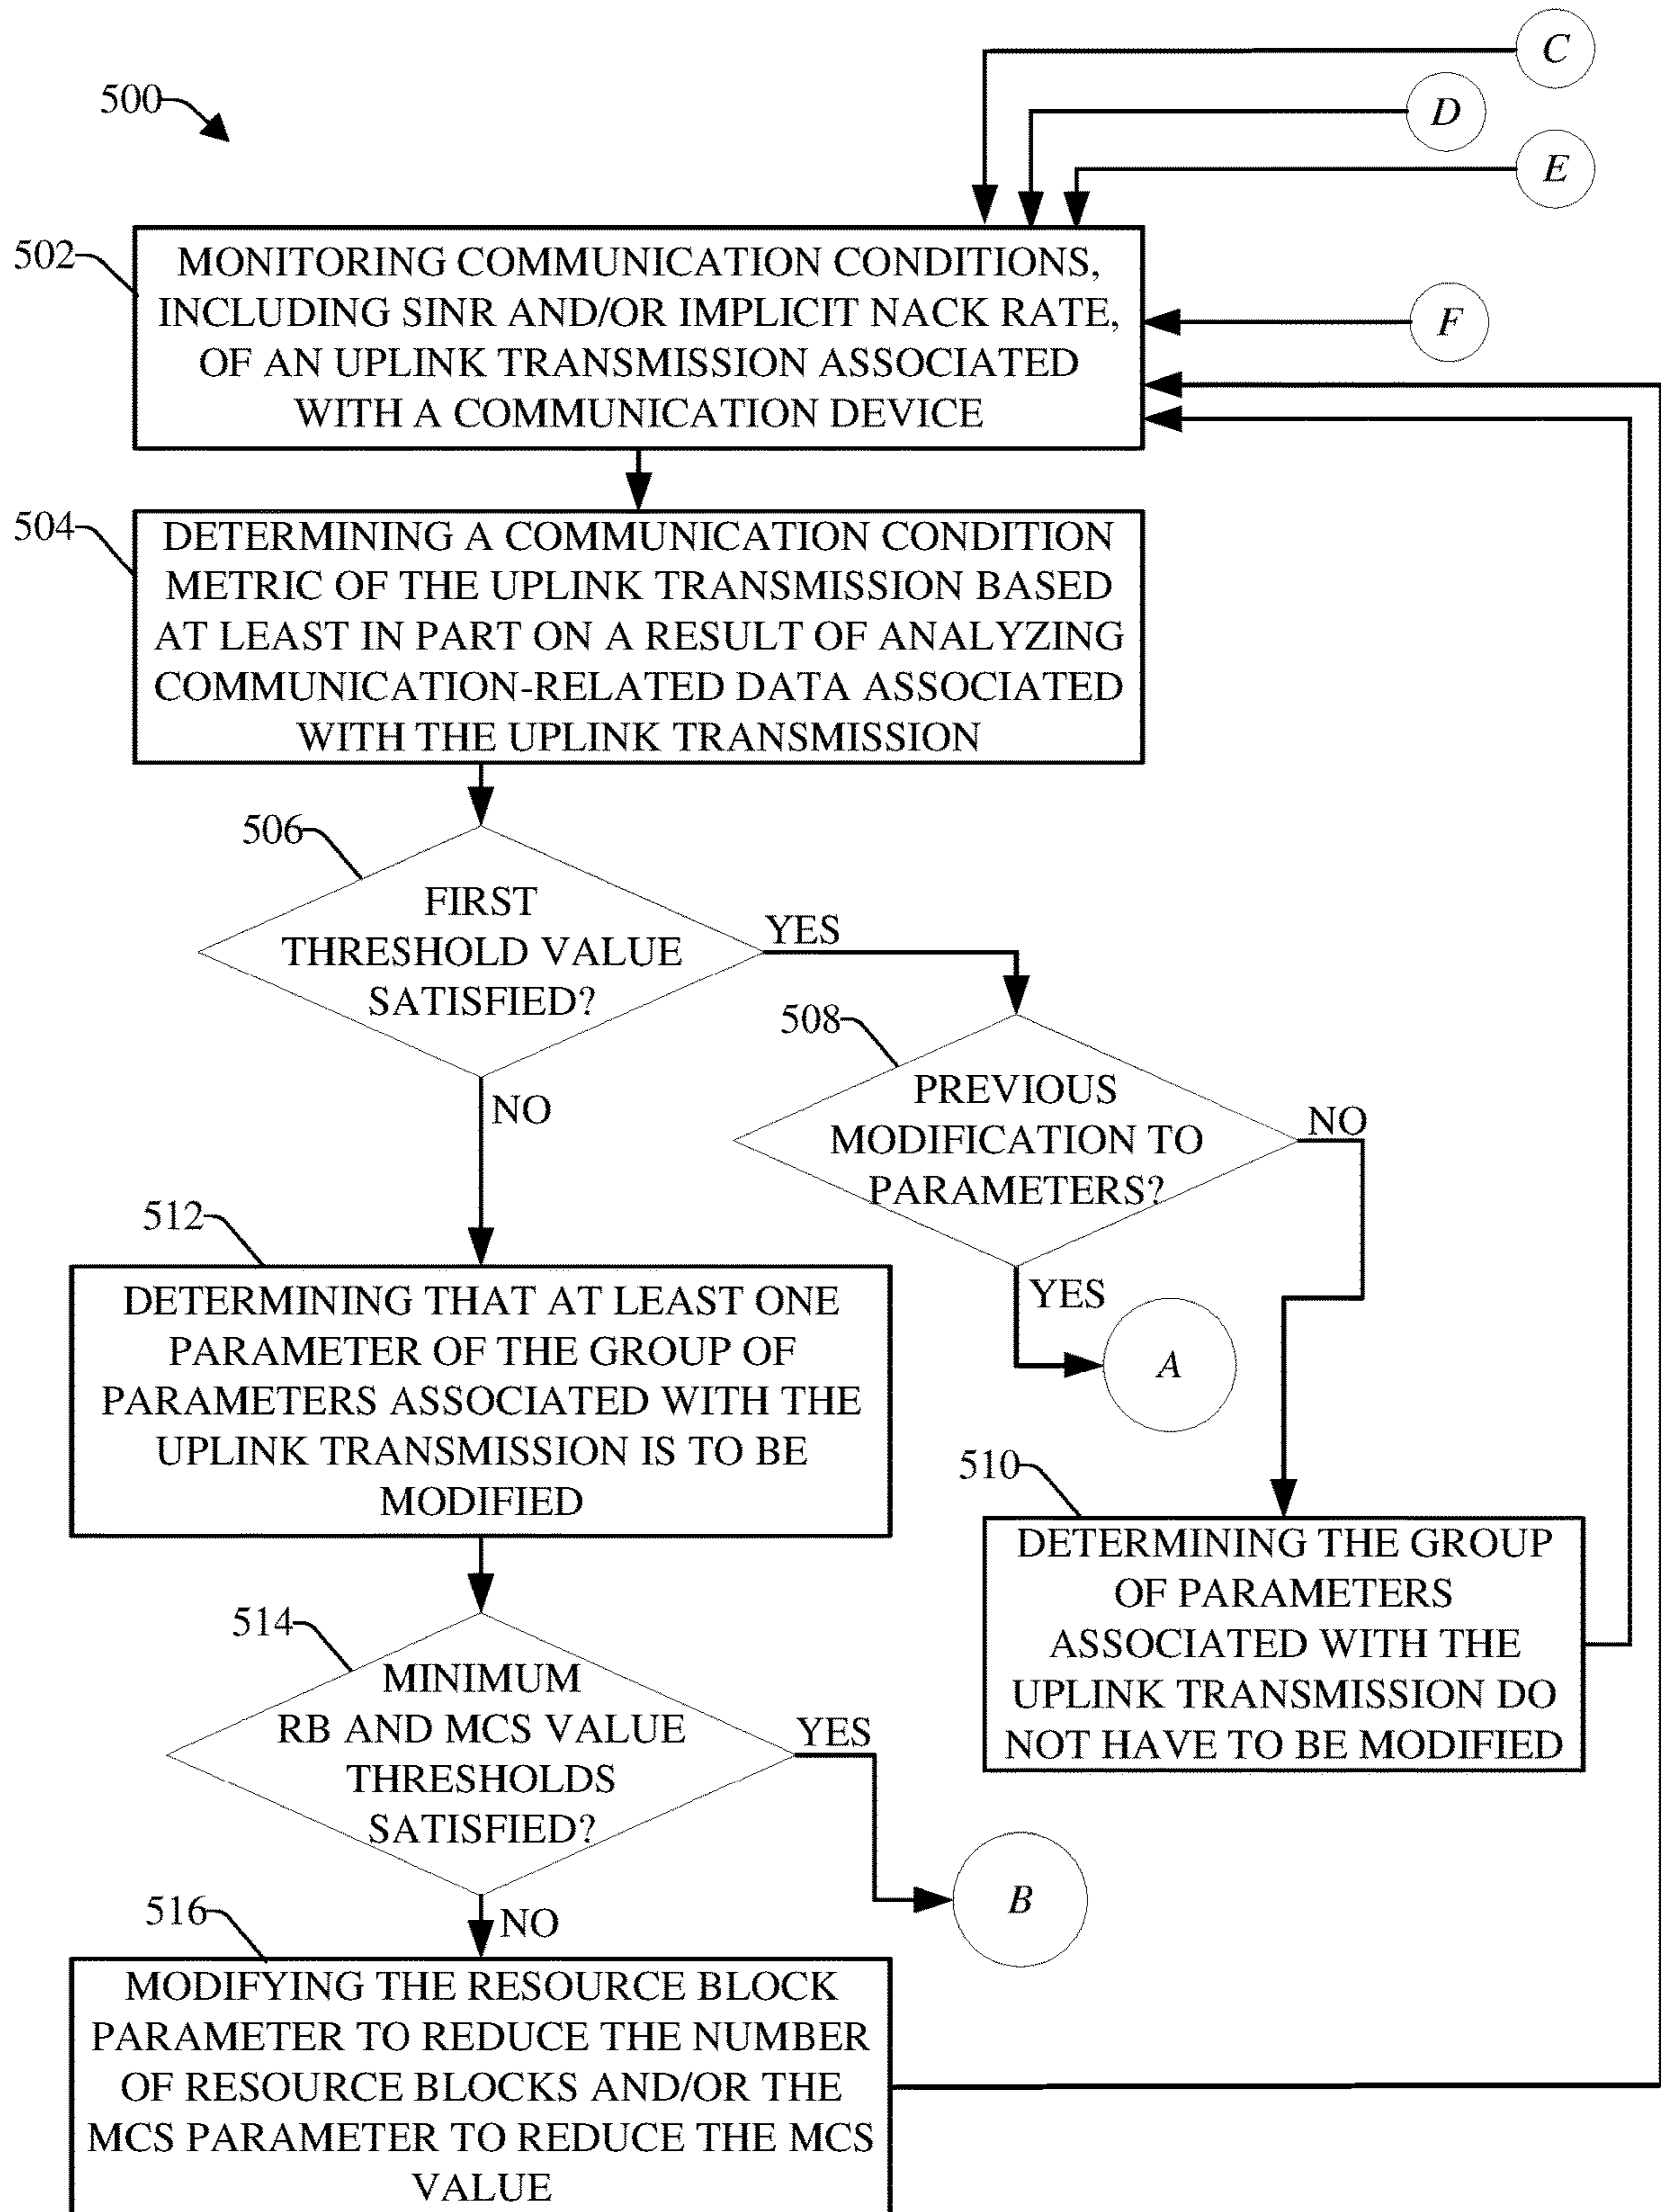 C
500
D
E
502
MONITORING COMMUNICATION CONDITIONS,
INCLUDING SINR AND/OR IMPLICIT NACK RATE,
OF AN UPLINK TRANSMISSION ASSOCIATED
WITH A COMMUNICATION DEVICE
F
504
DETERMINING A COMMUNICATION CONDITION
METRIC OF THE UPLINK TRANSMISSION BASED
AT LEAST IN PART ON A RESULT OF ANALYZING
COMMUNICATION-RELATED DATA ASSOCIATED
WITH THE UPLINK TRANSMISSION
506
FIRST
THRESHOLD VALUE
SATISFIED?
YES
NO
508
PREVIOUS
MODIFICATION TO
PARAMETERS?
NO
YES
A
512
DETERMINING THAT AT LEAST ONE
PARAMETER OF THE GROUP OF
PARAMETERS ASSOCIATED WITH THE
UPLINK TRANSMISSION IS TO BE
MODIFIED
510
DETERMINING THE GROUP
OF PARAMETERS
ASSOCIATED WITH THE
UPLINK TRANSMISSION DO
NOT HAVE TO BE MODIFIED
514
MINIMUM
RB AND MCS VALUE
THRESHOLDS
SATISFIED?
YES
B
NO
516
MODIFYING THE RESOURCE BLOCK
PARAMETER TO REDUCE THE NUMBER
OF RESOURCE BLOCKS AND/OR THE
MCS PARAMETER TO REDUCE THE MCS
VALUE